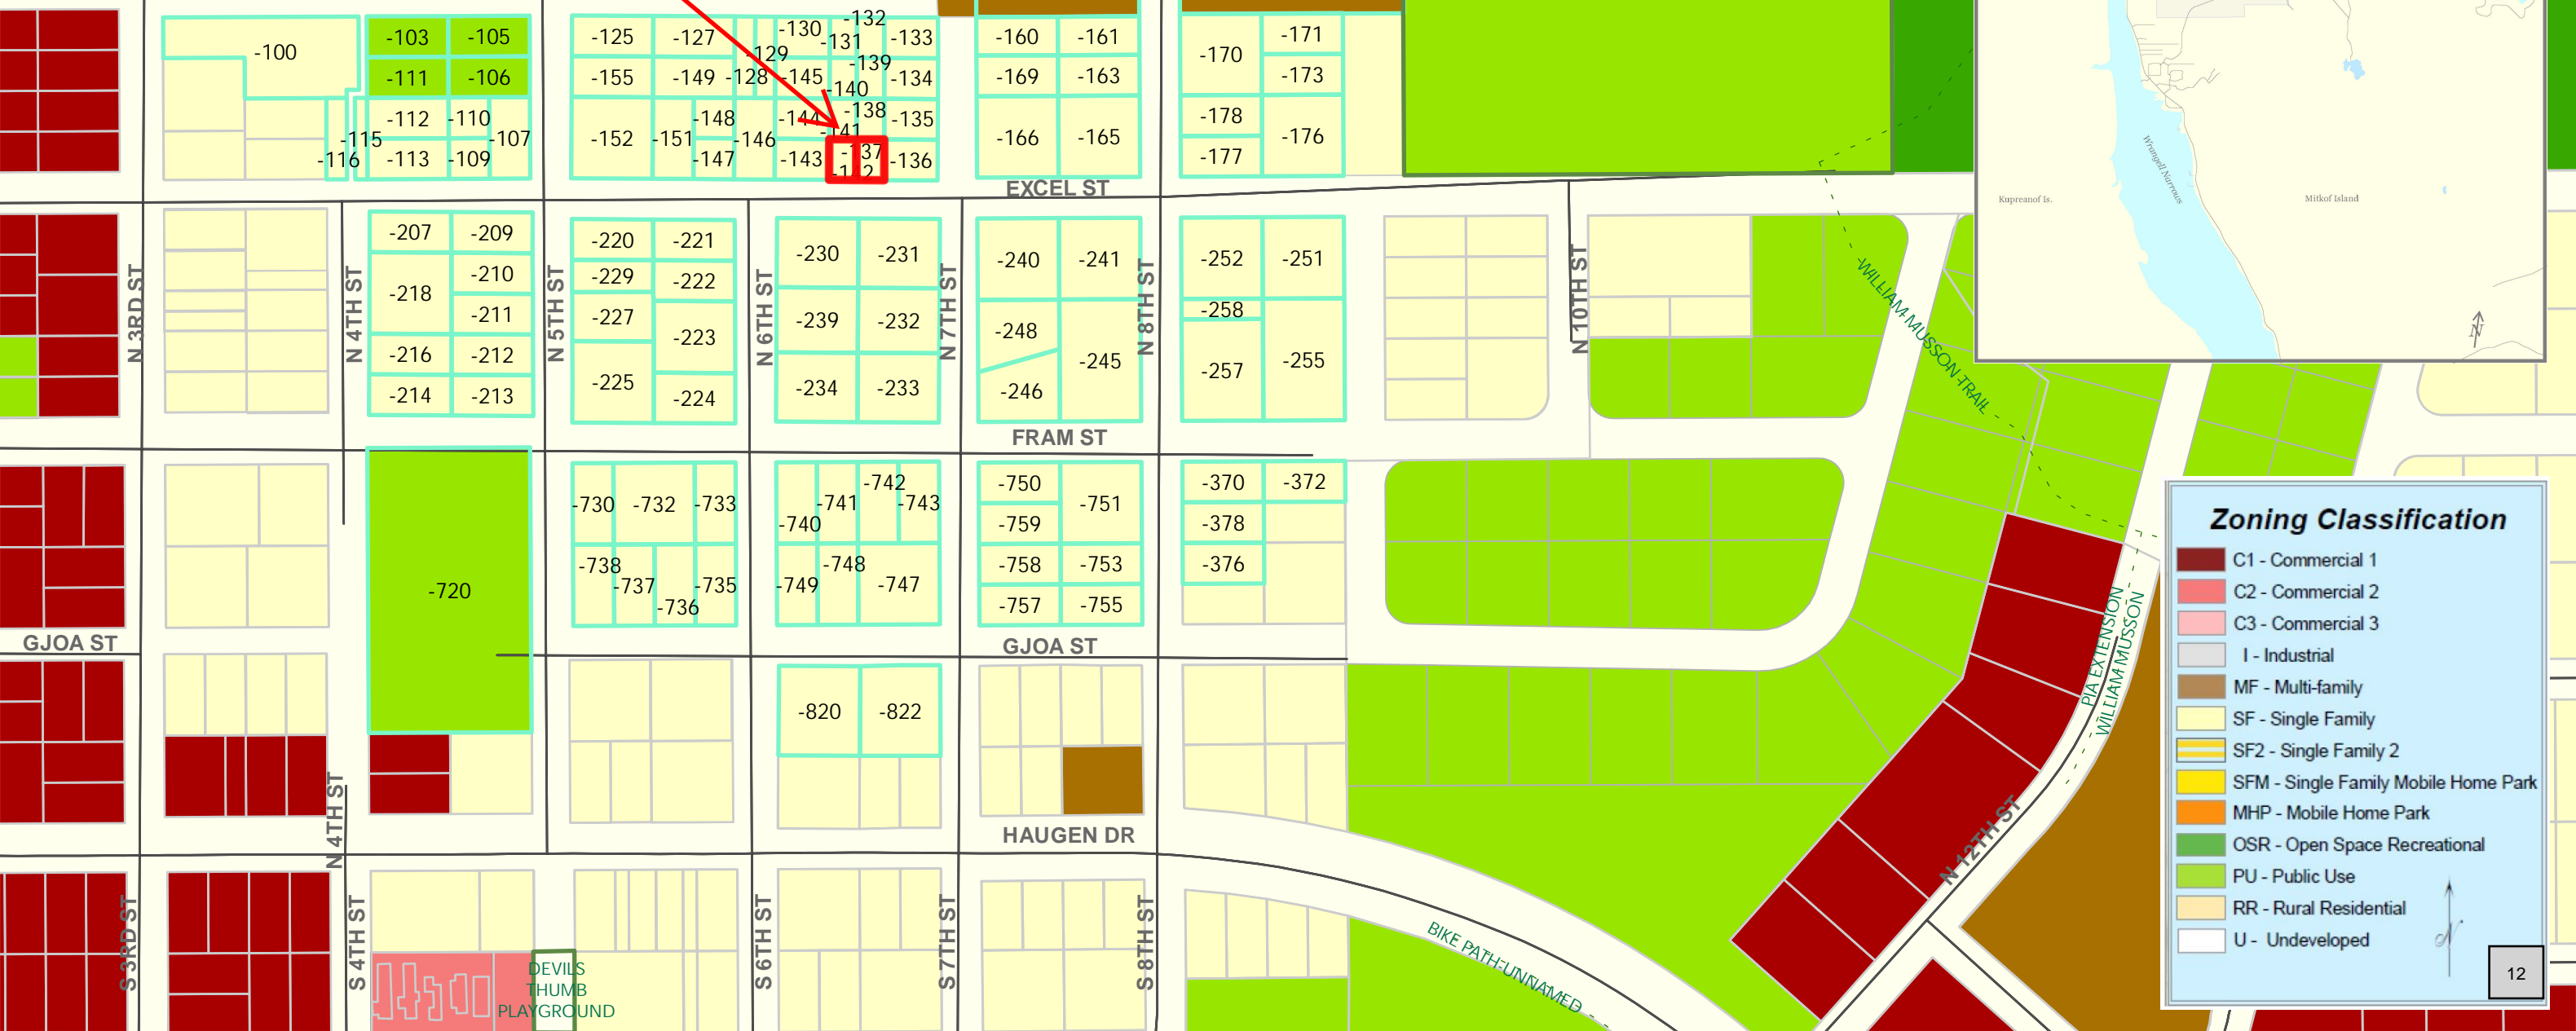 -100
-103
-105
-111
-106
-112
-110
-107
-115
-116
-113
-109
-125
-127
-129
-130
-131
-132
-133
-155
-149
-128
-145
-139
-140
-134
-152
-151
-148
-146
-144
-138
-141
-135
-147
-143
-137
-136
-160
-161
-169
-163
-166
-165
-170
-171
-173
-178
-176
-177
EXCEL ST
N 3RD ST
N 4TH ST
-207
-209
-210
-218
-211
-216
-212
-214
-213
N 5TH ST
-220
-221
-229
-222
-227
-223
-225
-224
N 6TH ST
-230
-231
-239
-232
-234
-233
N 7TH ST
-240
-241
-248
-245
-246
N 8TH ST
-252
-251
-258
-257
-255
N 10TH ST
WILLIAM MUSSON TRAIL
FRAM ST
-720
-730
-732
-733
-738
-737
-736
-735
-740
-741
-742
-743
-749
-748
-747
-750
-751
-759
-758
-753
-757
-755
-370
-372
-378
-376
GJOA ST
GJOA ST
-820
-822
N 4TH ST
HAUGEN DR
S 3RD ST
S 4TH ST
S 6TH ST
S 7TH ST
S 8TH ST
DEVILS
THUMB
PLAYGROUND
BIKE PATH-UNNAMED
N 12TH ST
PIA EXTENSION
WILLIAM MUSSON
Kupreanof Is.
Wrangell Narrows
Mitkof Island
N
Zoning Classification
C1 - Commercial 1
C2 - Commercial 2
C3 - Commercial 3
I - Industrial
MF - Multi-family
SF - Single Family
SF2 - Single Family 2
SFM - Single Family Mobile Home Park
MHP - Mobile Home Park
OSR - Open Space Recreational
PU - Public Use
RR - Rural Residential
U - Undeveloped
N
12